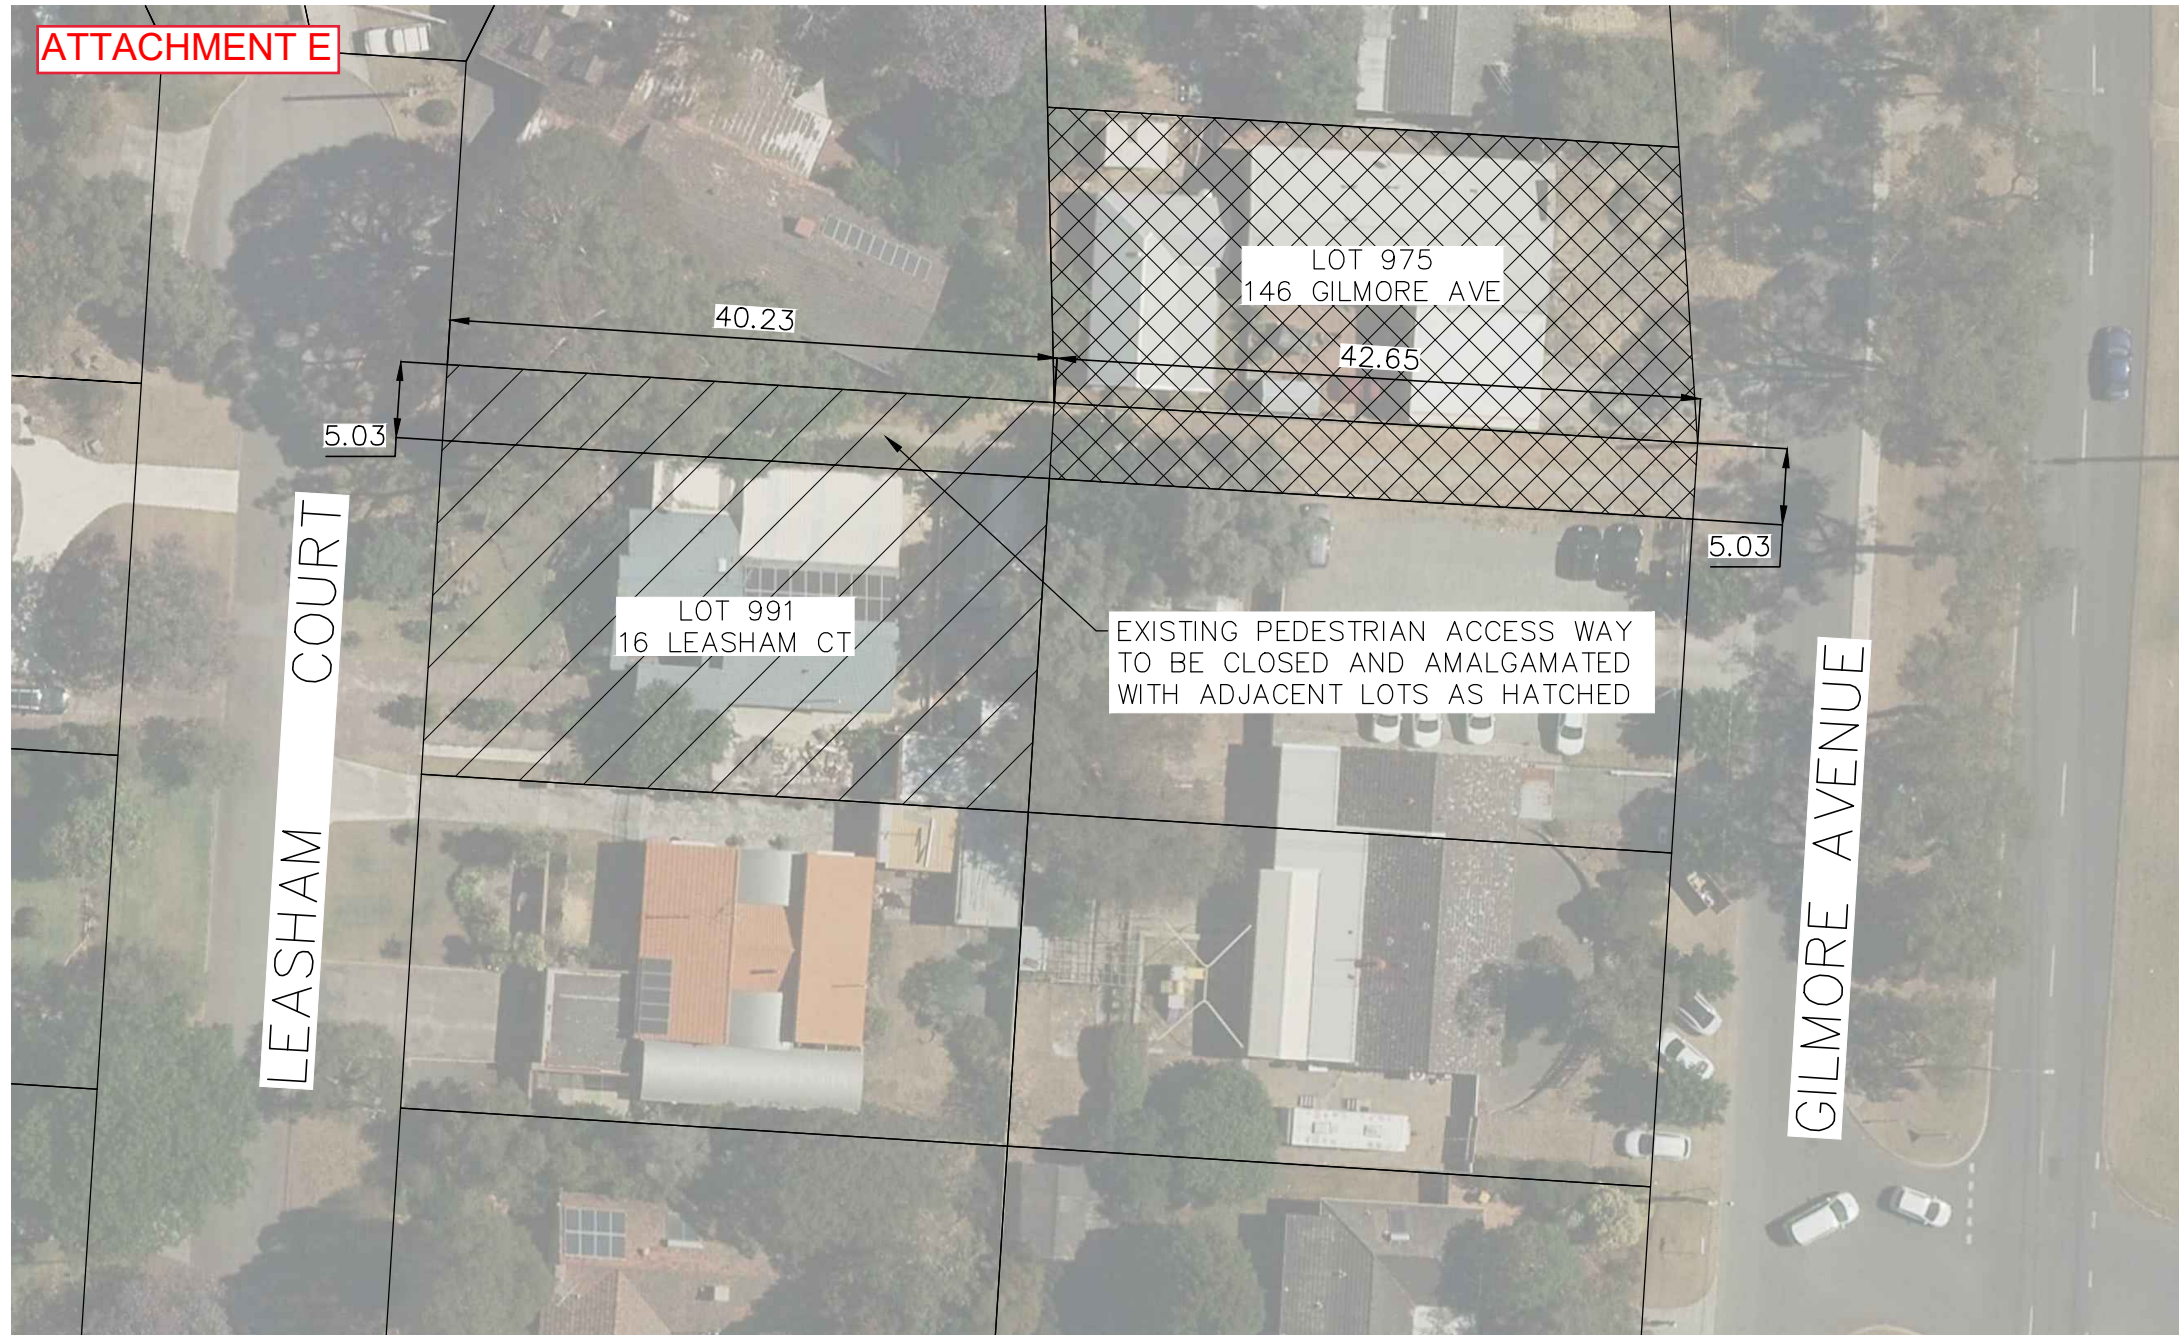 ATTACHMENT E
LOT 975
146 GILMORE AVE
40.23
42.65
5.03
5.03
LOT 991
16 LEASHAM CT
EXISTING PEDESTRIAN ACCESS WAY
TO BE CLOSED AND AMALGAMATED
WITH ADJACENT LOTS AS HATCHED
LEASHAM COURT
GILMORE AVENUE